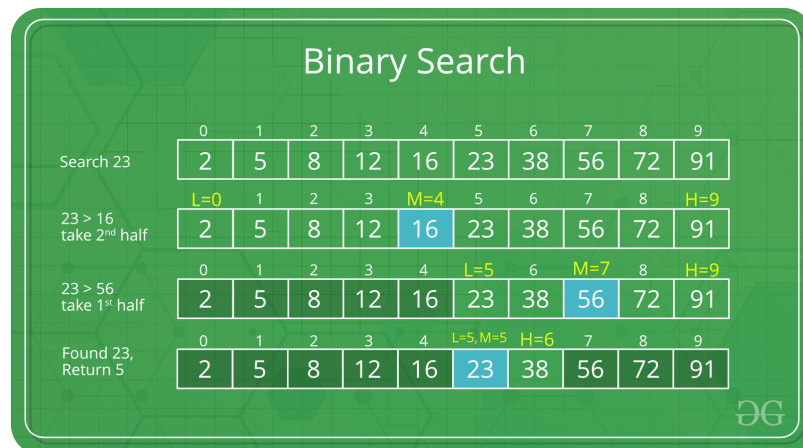 Binary Search
0 1 2 3 4 5 6 7 8 9
Search 23 2 5 8 12 16 23 38 56 72 91
L=0 1 2 3 M=4 5 6 7 8 H=9
23 > 16
take 2nd half 2 5 8 12 16 23 38 56 72 91
0 1 2 3 4 L=5 6 M=7 8 H=9
23 > 56
take 1st half 2 5 8 12 16 23 38 56 72 91
0 1 2 3 4 L=5, M=5 H=6 7 8 9
Found 23,
Return 5 2 5 8 12 16 23 38 56 72 91